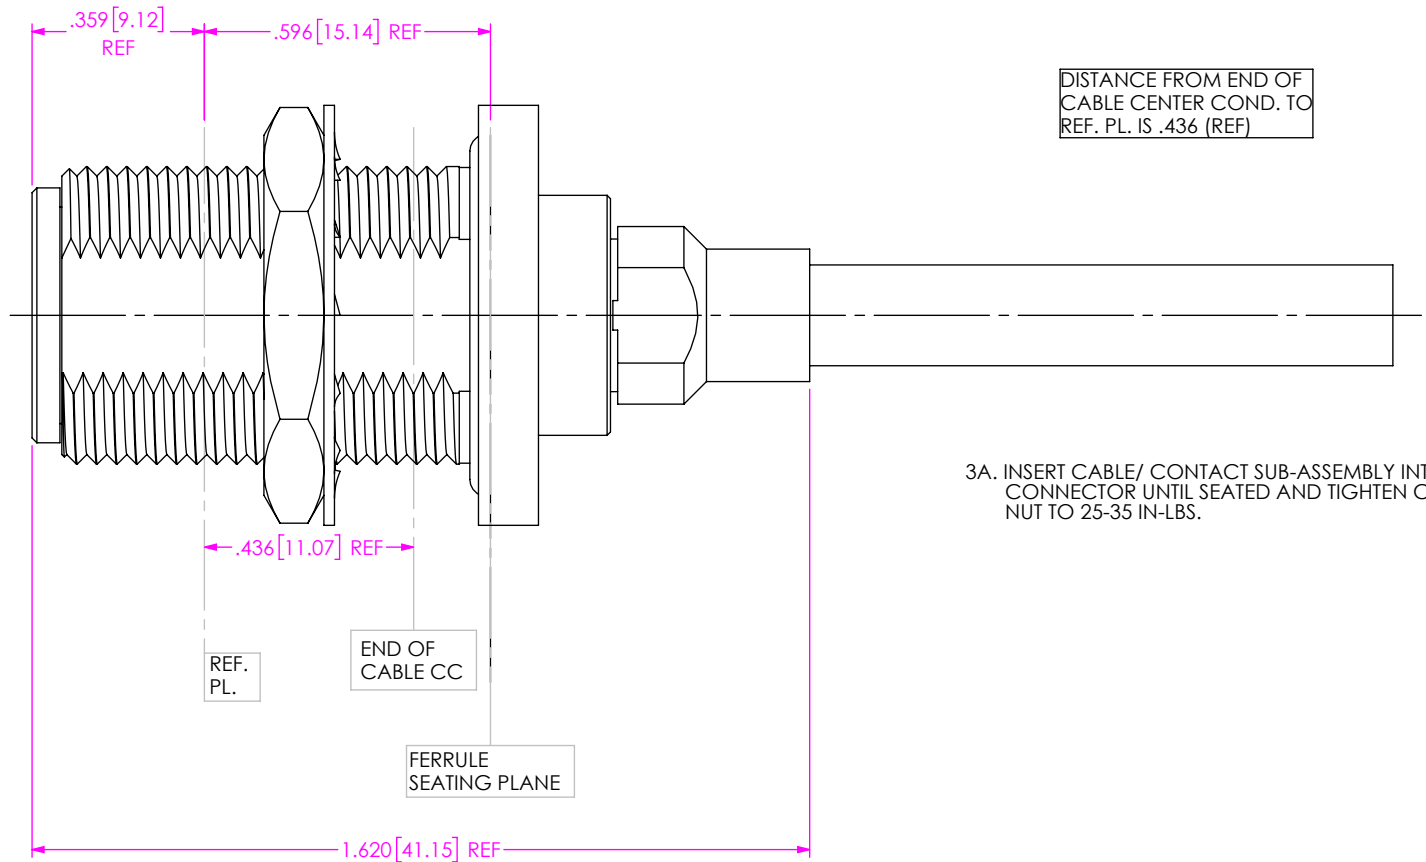 .359[9.12]
REF
.596[15.14] REF
DISTANCE FROM END OF
CABLE CENTER COND. TO
REF. PL. IS .436 (REF)
3A. INSERT CABLE/ CONTACT SUB-ASSEMBLY
CONNECTOR UNTIL SEATED AND TIGHTEN
NUT TO 25-35 IN-LBS.
.436[11.07] REF
REF.
PL.
END OF
CABLE CC
FERRULE
SEATING PLANE
1.620[41.15] REF